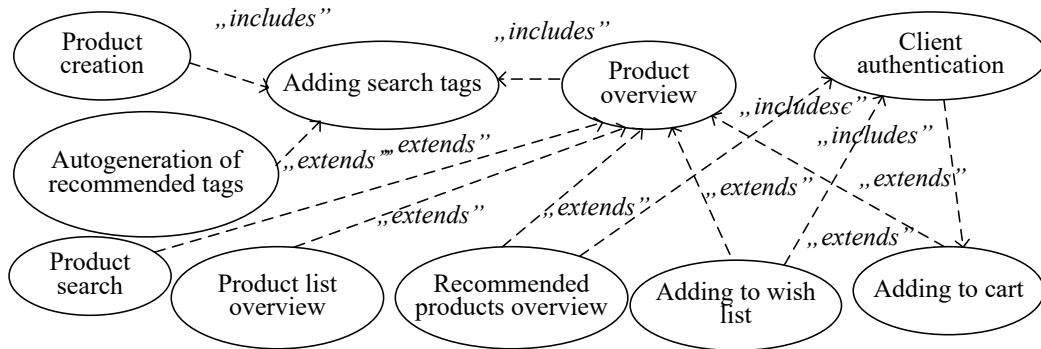 „includes”
„includes”
Product
creation
Adding search tags
Product
overview
Client
authentication
„includesє”
„includes”
Autogeneration of
recommended tags
„extends”
„extends”
„extends”
„extends”
„extends”
„extends”
„extends”
Product
search
Product list
overview
Recommended
products overview
Adding to wish
list
Adding to cart